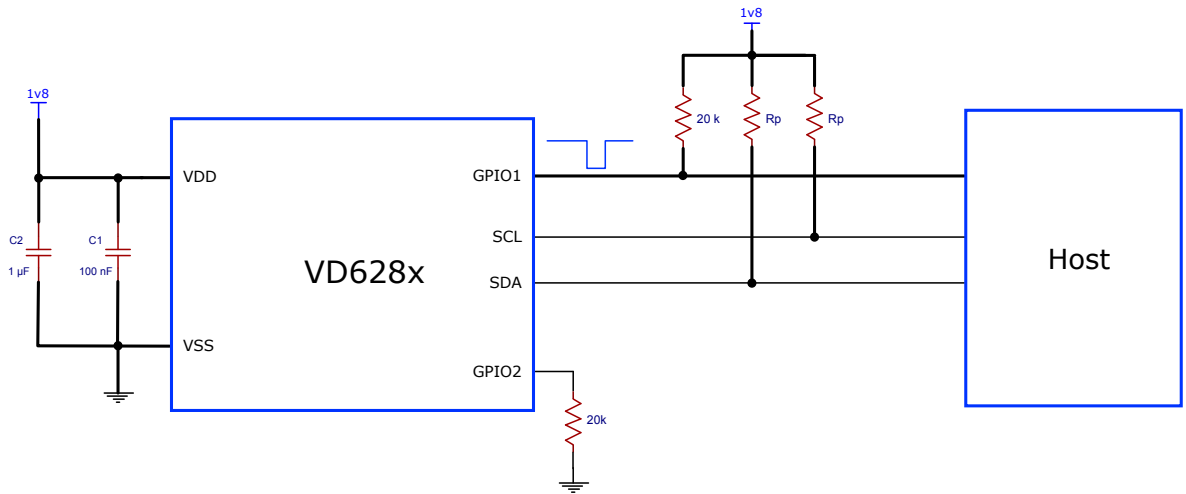 1v8
1v8
20 k
Rp
Rp
VDD
GPIO1
C2
C1
SCL
1 µF
100 nF
VD628x
Host
SDA
VSS
GPIO2
20k